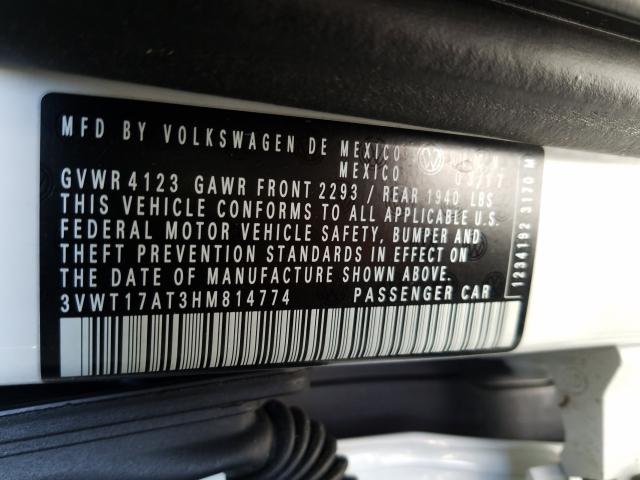 MFD BY VOLKSWAGEN DE MEXICO
MEXICO 03/17
GVWR 4123 GAWR FRONT 2293 / REAR 1940 LBS
THIS VEHICLE CONFORMS TO ALL APPLICABLE U.S.
FEDERAL MOTOR VEHICLE SAFETY, BUMPER AND
THEFT PREVENTION STANDARDS IN EFFECT ON
THE DATE OF MANUFACTURE SHOWN ABOVE.
3VWT17AT3HM814774 PASSENGER CAR
1234192 3170 M